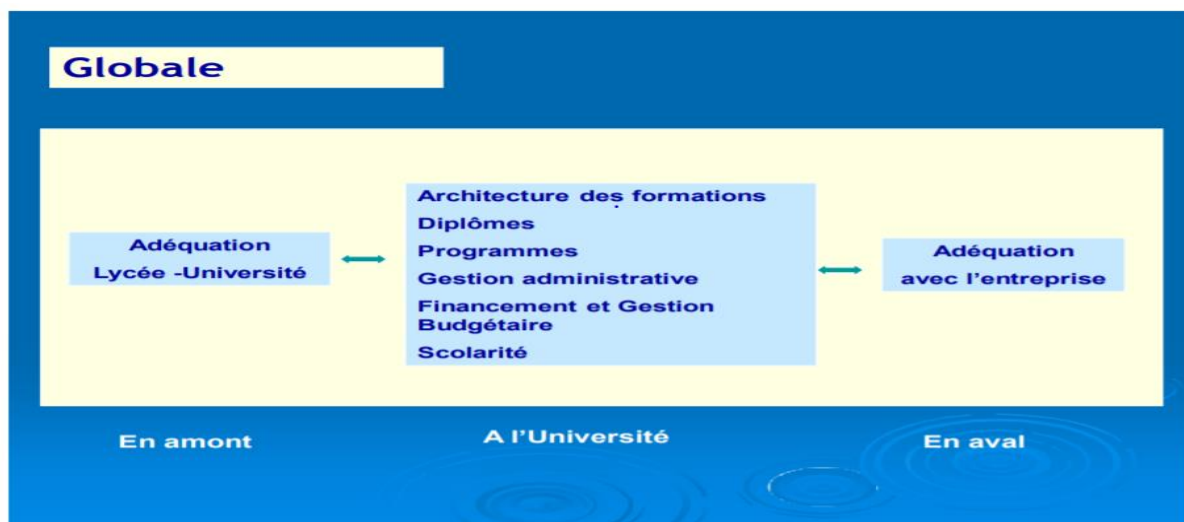 Globale
Adéquation
Lycée -Université
Architecture des formations
Diplômes
Programmes
Gestion administrative
Financement et Gestion
Budgétaire
Scolarité
Adéquation
avec l'entreprise
En amont
A l'Université
En aval